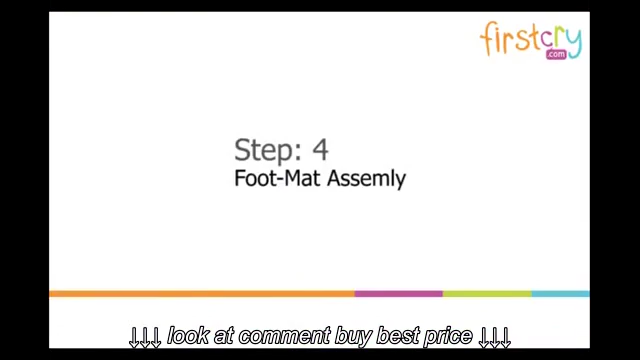 firstcry
.com
Step: 4
Foot-Mat Assemly
↓↓↓ look at comment buy best price ↓↓↓